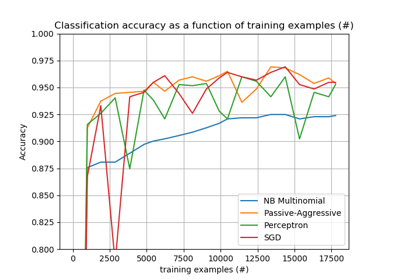 Classification accuracy as a function of training examples (#)
1.000
0.975
0.950
0.925
0.900
0.875
0.850
0.825
0.800
Accuracy
0
2500
5000
7500
10000
12500
15000
17500
training examples (#)
NB Multinomial
Passive-Aggressive
Perceptron
SGD